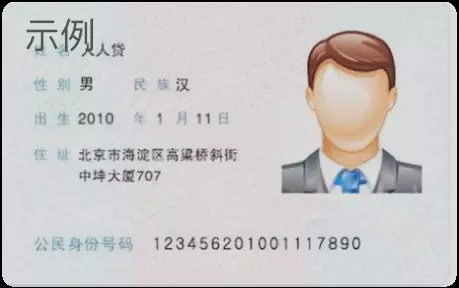 示例
姓名 人人贷
性别 男 民族 汉
出生 2010 年 1 月 11 日
住址 北京市海淀区高粱桥斜街
中坤大厦707
公民身份号码 123456201001117890